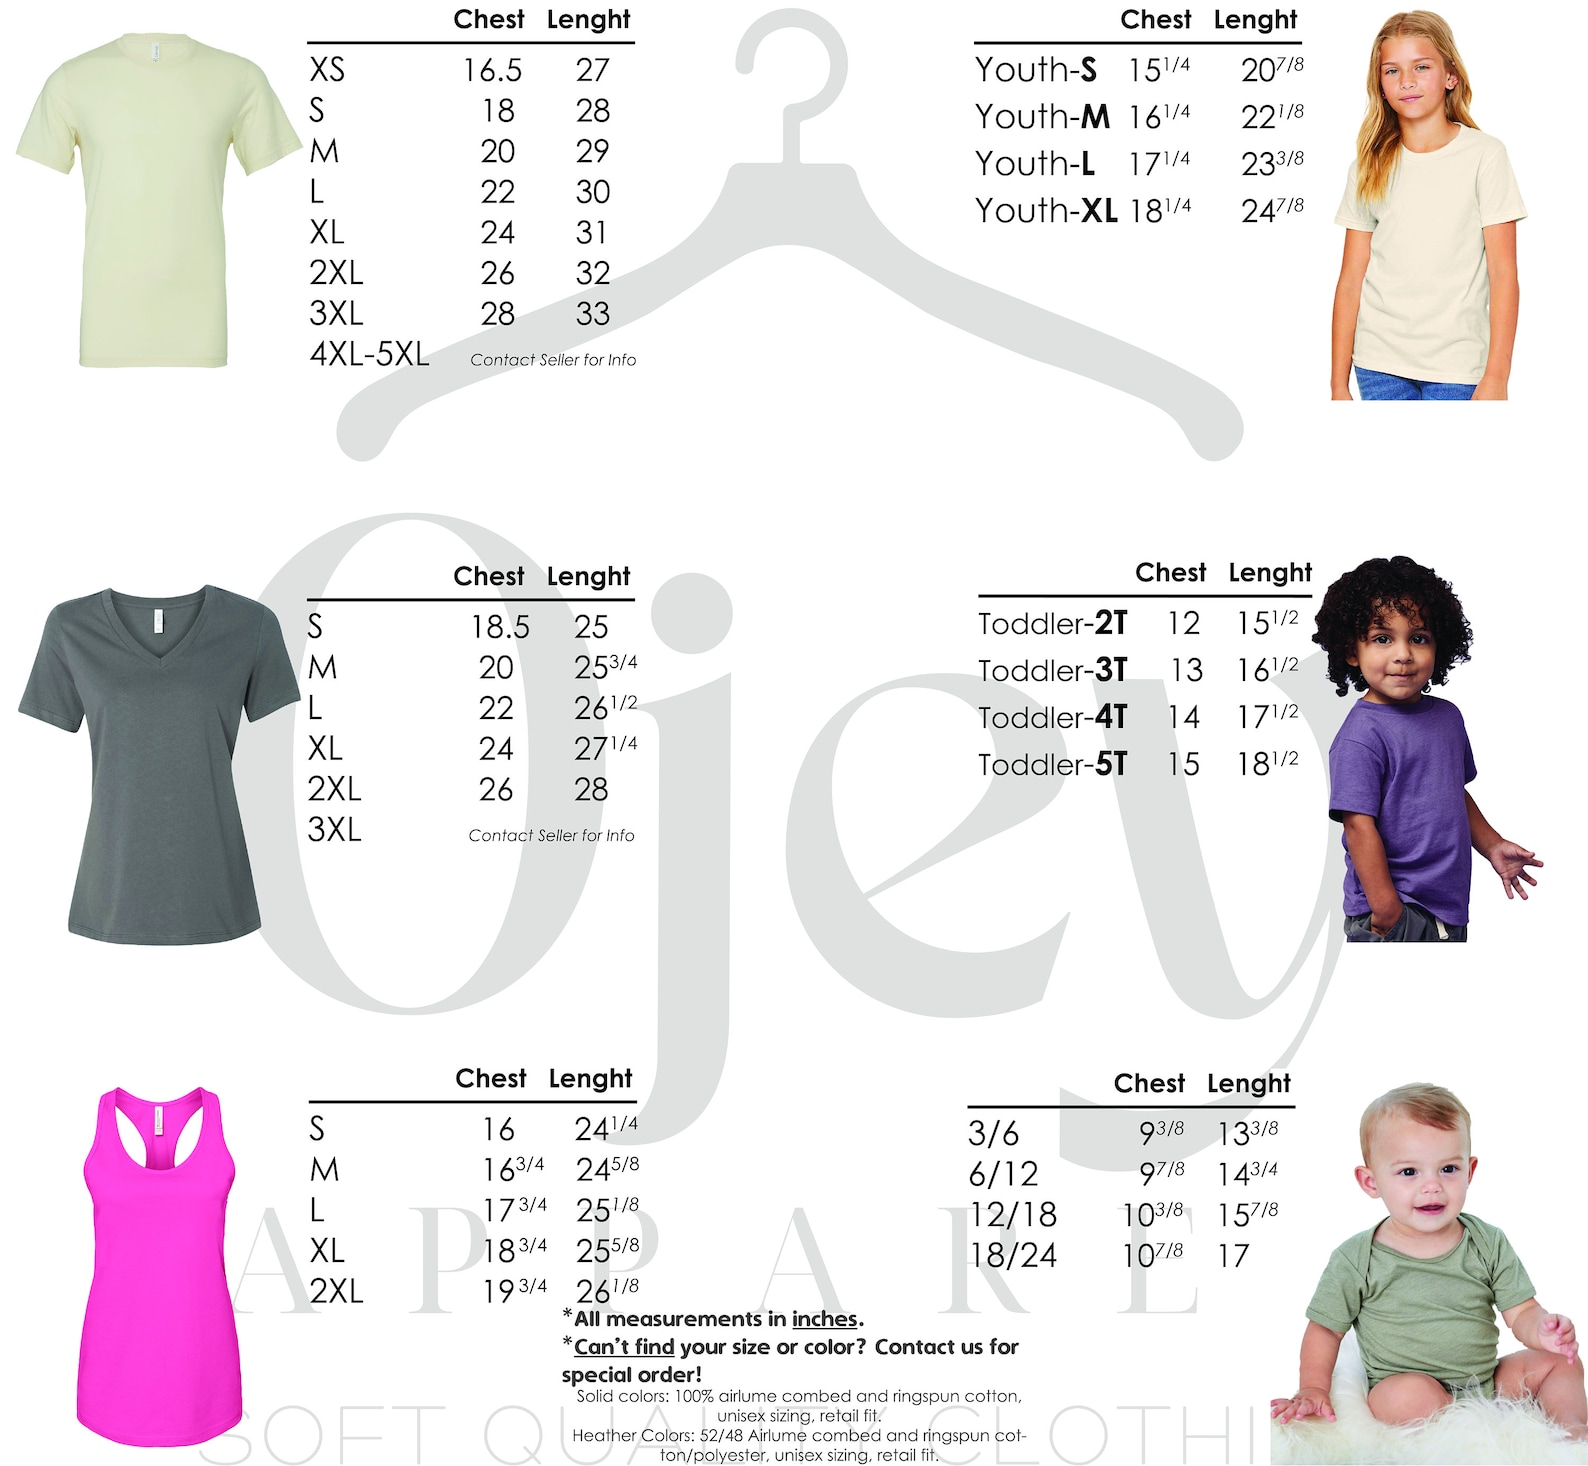 Chest Lenght
XS 16.5 27
S 18 28
M 20 29
L 22 30
XL 24 31
2XL 26 32
3XL 28 33
4XL-5XL Contact Seller for Info
Chest Lenght
Youth-S 15 1/4 20 7/8
Youth-M 16 1/4 22 1/8
Youth-L 17 1/4 23 3/8
Youth-XL 18 1/4 24 7/8
Chest Lenght
S 18.5 25
M 20 25 3/4
L 22 26 1/2
XL 24 27 1/4
2XL 26 28
3XL Contact Seller for Info
Chest Lenght
Toddler-2T 12 15 1/2
Toddler-3T 13 16 1/2
Toddler-4T 14 17 1/2
Toddler-5T 15 18 1/2
Ojey
Chest Lenght
S 16 24 1/4
M 16 3/4 24 5/8
L 17 3/4 25 1/8
XL 18 3/4 25 5/8
2XL 19 3/4 26 1/8
Chest Lenght
3/6 9 3/8 13 3/8
6/12 9 7/8 14 3/4
12/18 10 3/8 15 7/8
18/24 10 7/8 17
APPARE
*All measurements in inches.
*Can't find your size or color? Contact us for
special order!
Solid colors: 100% airlume combed and ringspun cotton,
unisex sizing, retail fit.
Heather Colors: 52/48 Airlume combed and ringspun cot-
ton/polyester, unisex sizing, retail fit.
SOFT QUALITY CLOTHI